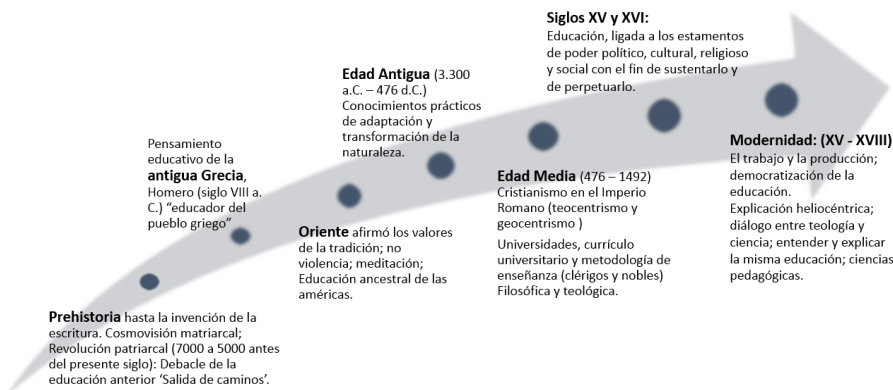 Prehistoria hasta la invención de la
escritura. Cosmovisión matriarcal;
Revolución patriarcal (7000 a 5000 antes
del presente siglo): Debacle de la
educación anterior ‘Salida de caminos’.
Pensamiento
educativo de la
antigua Grecia,
Homero (siglo VIII a.
C.) “educador del
pueblo griego”
Oriente afirmó los valores
de la tradición; no
violencia; meditación;
Educación ancestral de las
américas.
Edad Antigua (3.300
a.C. – 476 d.C.)
Conocimientos prácticos
de adaptación y
transformación de la
naturaleza.
Edad Media (476 – 1492)
Cristianismo en el Imperio
Romano (teocentrismo y
geocentrismo )
Universidades, currículo
universitario y metodología de
enseñanza (clérigos y nobles)
Filosófica y teológica.
Siglos XV y XVI:
Educación, ligada a los estamentos
de poder político, cultural, religioso
y social con el fin de sustentarlo y
de perpetuarlo.
Modernidad: (XV - XVIII)
El trabajo y la producción;
democratización de la
educación.
Explicación heliocéntrica;
diálogo entre teología y
ciencia; entender y explicar
la misma educación; ciencias
pedagógicas.